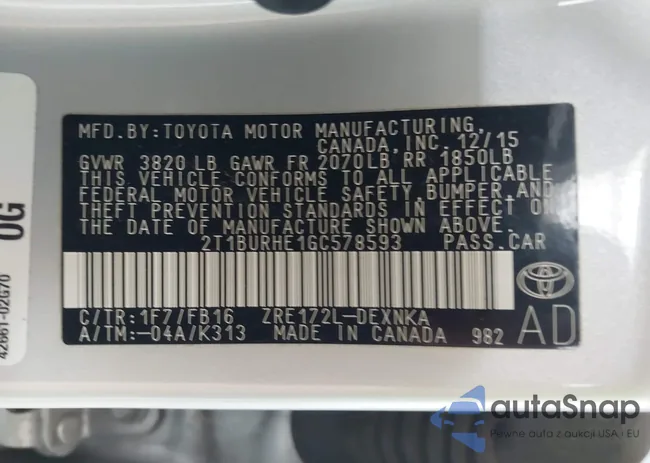 MFD.BY:TOYOTA MOTOR MANUFACTURING,
CANADA, INC. 12/15
GVWR 3820 LB GAWR FR 2070LB RR 1850LB
THIS VEHICLE CONFORMS TO ALL APPLICABLE
FEDERAL MOTOR VEHICLE SAFETY, BUMPER AND
THEFT PREVENTION STANDARDS IN EFFECT ON
THE DATE OF MANUFACTURE SHOWN ABOVE.
2T1BURHE1GC578593 PASS.CAR
C/TR:1F7/FB16 ZRE172L-DEXNKA
A/TM:-04A/K313 MADE IN CANADA 982
AD
0G
42661-02G70
autaSnap
Pewne auta z aukcji USA i EU